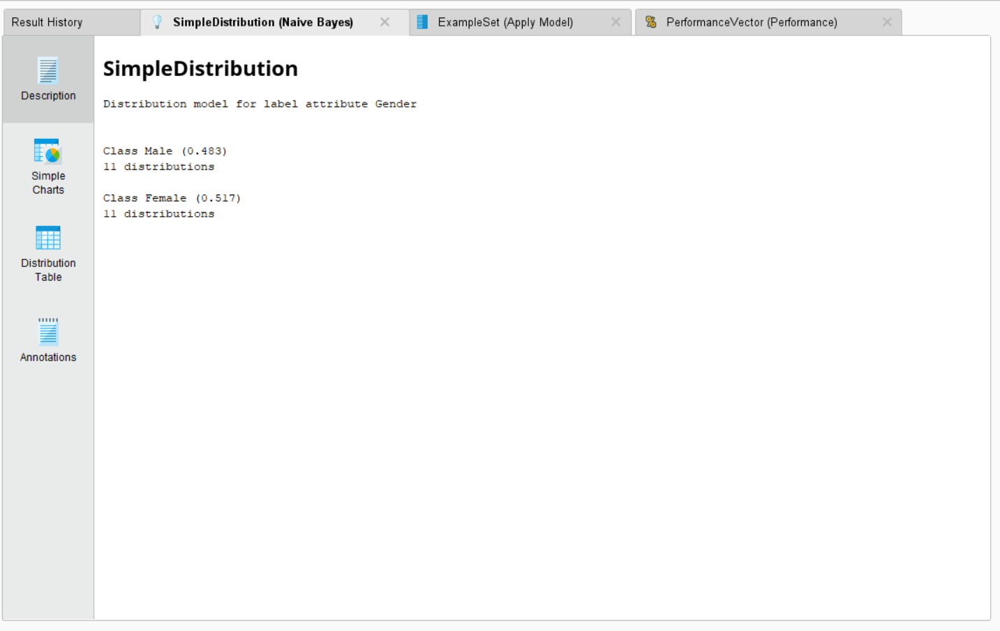 Result History
SimpleDistribution (Naive Bayes)
ExampleSet (Apply Model)
PerformanceVector (Performance)
Description
Simple
Charts
Distribution
Table
Annotations
SimpleDistribution
Distribution model for label attribute Gender
Class Male (0.483)
11 distributions
Class Female (0.517)
11 distributions